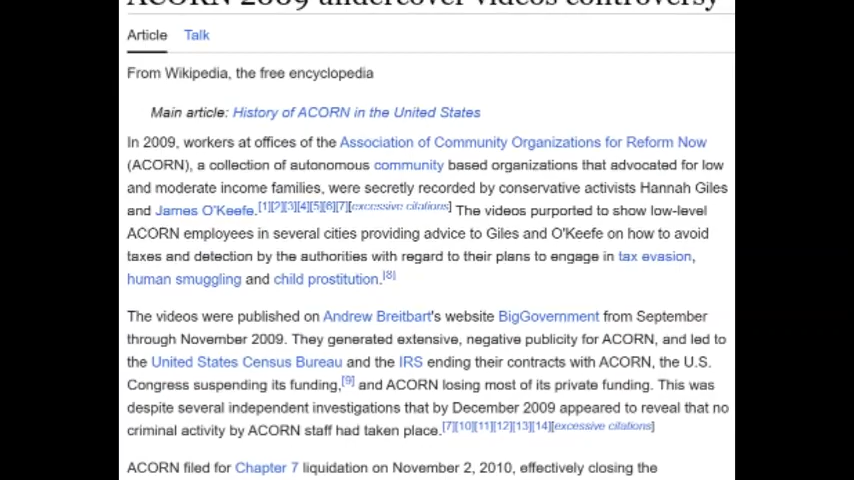 ACORN 2009 undercover videos controversy
Article Talk
From Wikipedia, the free encyclopedia
Main article: History of ACORN in the United States
In 2009, workers at offices of the Association of Community Organizations for Reform Now
(ACORN), a collection of autonomous community based organizations that advocated for low
and moderate income families, were secretly recorded by conservative activists Hannah Giles
and James O'Keefe.[1][2][3][4][5][6][7][excessive citations] The videos purported to show low-level
ACORN employees in several cities providing advice to Giles and O'Keefe on how to avoid
taxes and detection by the authorities with regard to their plans to engage in tax evasion,
human smuggling and child prostitution.[8]
The videos were published on Andrew Breitbart's website BigGovernment from September
through November 2009. They generated extensive, negative publicity for ACORN, and led to
the United States Census Bureau and the IRS ending their contracts with ACORN, the U.S.
Congress suspending its funding,[9] and ACORN losing most of its private funding. This was
despite several independent investigations that by December 2009 appeared to reveal that no
criminal activity by ACORN staff had taken place.[7][10][11][12][13][14][excessive citations]
ACORN filed for Chapter 7 liquidation on November 2, 2010, effectively closing the